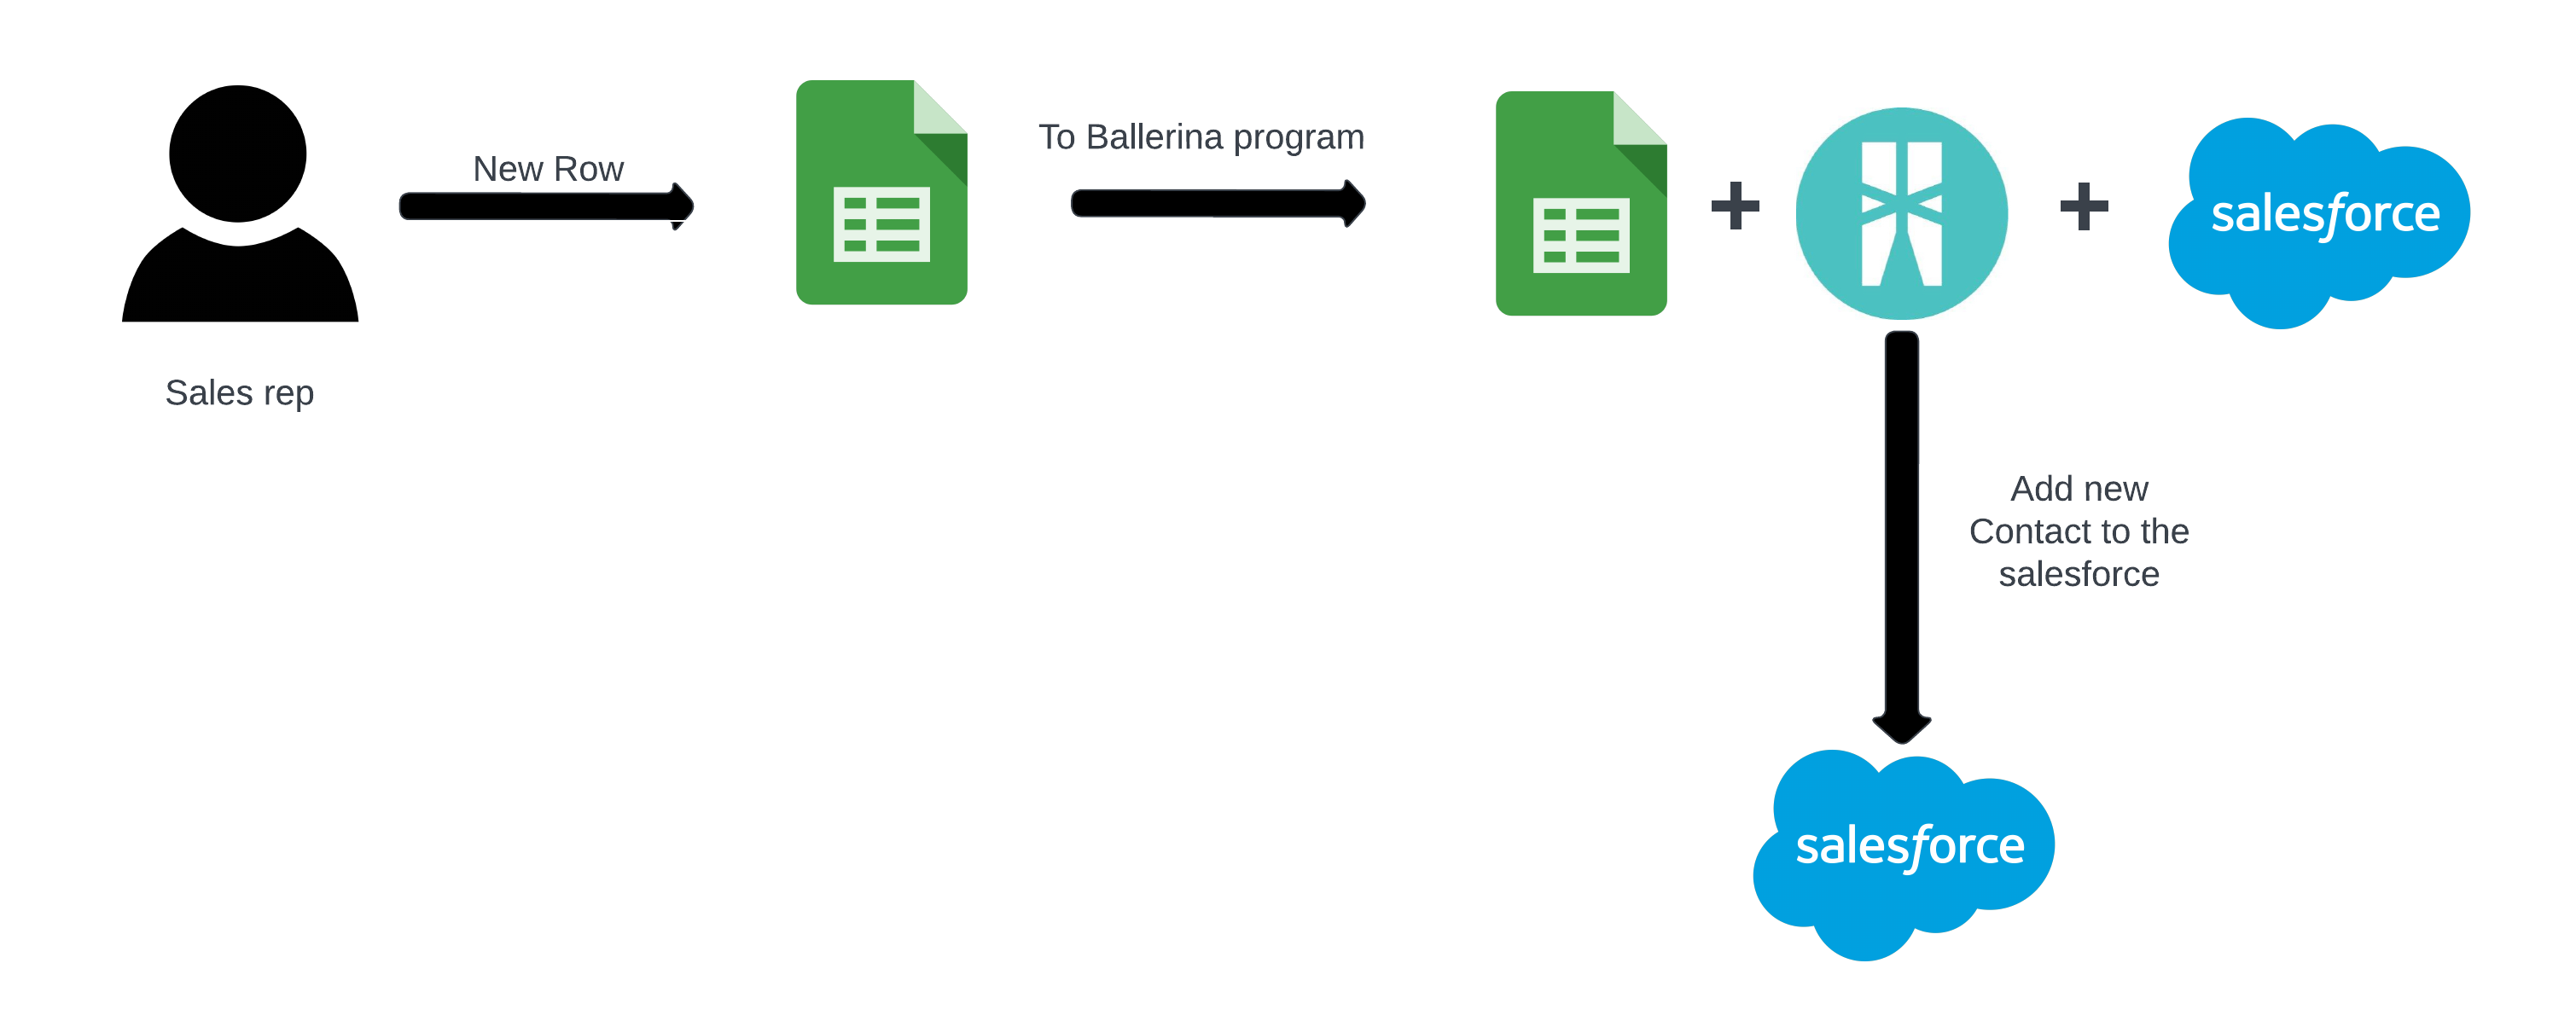 New Row
To Ballerina program
salesforce
Sales rep
Add new
Contact to the
salesforce
salesforce